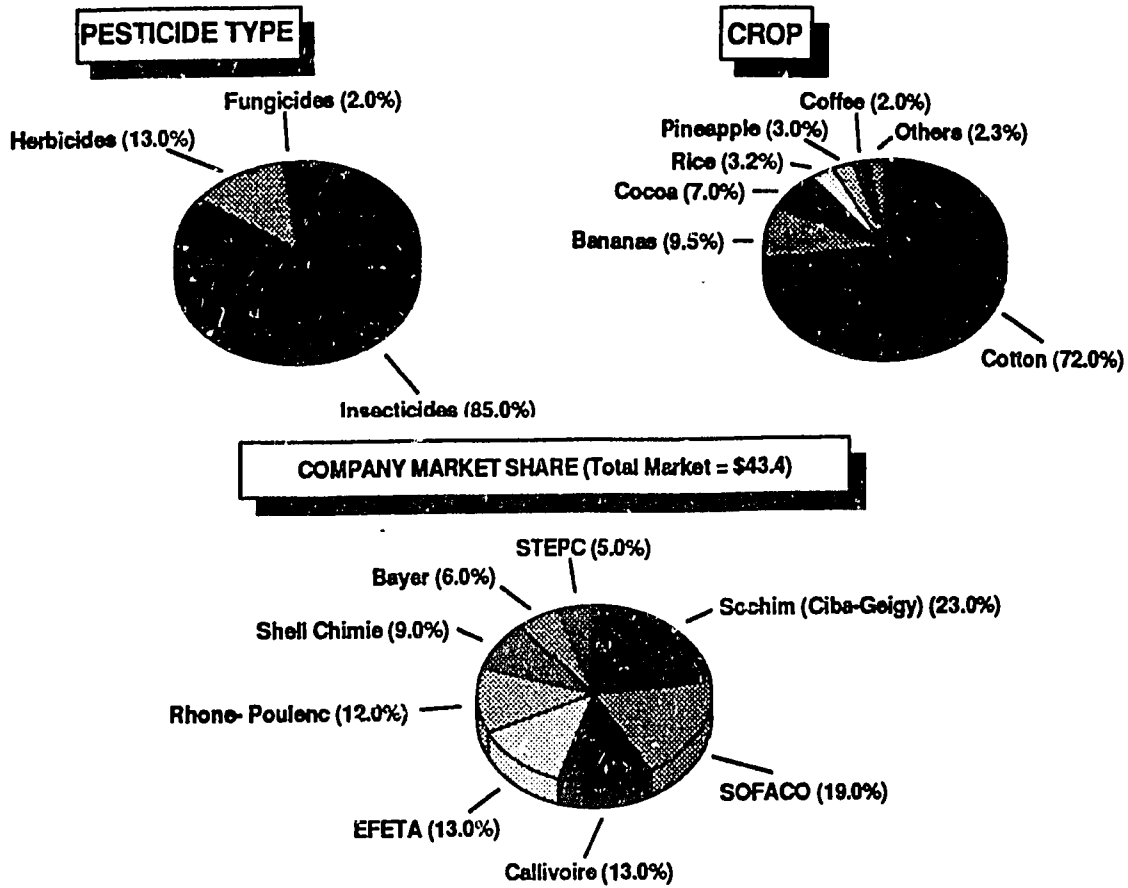 PESTICIDE TYPE
Fungicides (2.0%)
Herbicides (13.0%)
Insecticides (85.0%)
CROP
Coffee (2.0%)
Pineapple (3.0%)
Others (2.3%)
Rice (3.2%)
Cocoa (7.0%)
Bananas (9.5%)
Cotton (72.0%)
COMPANY MARKET SHARE (Total Market = $43.4)
STEPC (5.0%)
Bayer (6.0%)
Sochim (Ciba-Geigy) (23.0%)
Shell Chimie (9.0%)
Rhone- Poulenc (12.0%)
SOFACO (19.0%)
EFETA (13.0%)
Callivoire (13.0%)